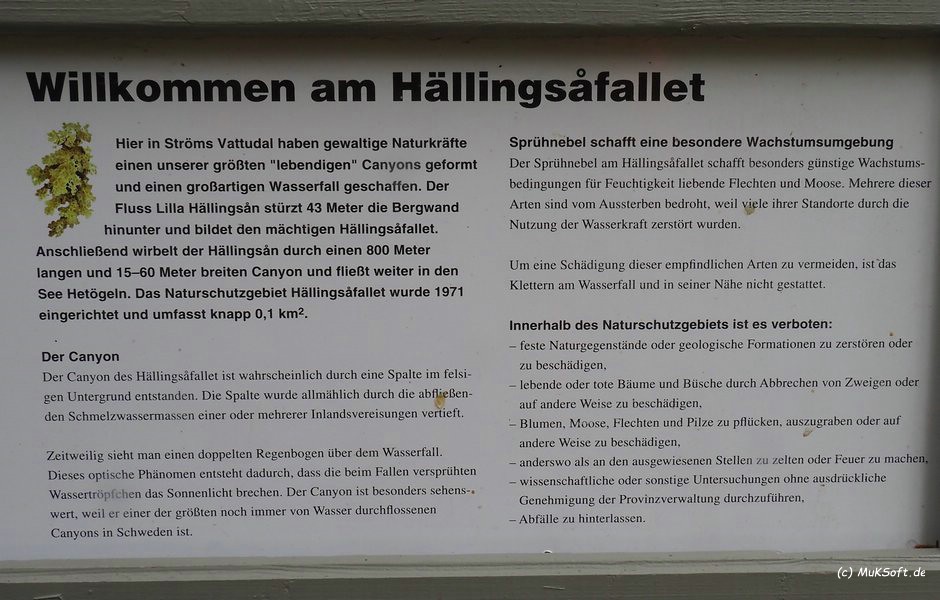 Willkommen am Hällingsåfallet
Hier in Ströms Vattudal haben gewaltige Naturkräfte
einen unserer größten "lebendigen" Canyons geformt
und einen großartigen Wasserfall geschaffen. Der
Fluss Lilla Hällingsån stürzt 43 Meter die Bergwand
hinunter und bildet den mächtigen Hällingsåfallet.
Anschließend wirbelt der Hällingsån durch einen 800 Meter
langen und 15–60 Meter breiten Canyon und fließt weiter in den
See Hetögeln. Das Naturschutzgebiet Hällingsåfallet wurde 1971
eingerichtet und umfasst knapp 0,1 km².
Der Canyon
Der Canyon des Hällingsåfallet ist wahrscheinlich durch eine Spalte im felsi-
gen Untergrund entstanden. Die Spalte wurde allmählich durch die abfließen-
den Schmelzwassermassen einer oder mehrerer Inlandsvereisungen vertieft.
Zeitweilig sieht man einen doppelten Regenbogen über dem Wasserfall.
Dieses optische Phänomen entsteht dadurch, dass die beim Fallen versprühten
Wassertröpfchen das Sonnenlicht brechen. Der Canyon ist besonders sehens-
wert, weil er einer der größten noch immer von Wasser durchflossenen
Canyons in Schweden ist.
Sprühnebel schafft eine besondere Wachstumsumgebung
Der Sprühnebel am Hällingsåfallet schafft besonders günstige Wachstums-
bedingungen für Feuchtigkeit liebende Flechten und Moose. Mehrere dieser
Arten sind vom Aussterben bedroht, weil viele ihrer Standorte durch die
Nutzung der Wasserkraft zerstört wurden.
Um eine Schädigung dieser empfindlichen Arten zu vermeiden, ist das
Klettern am Wasserfall und in seiner Nähe nicht gestattet.
Innerhalb des Naturschutzgebiets ist es verboten:
– feste Naturgegenstände oder geologische Formationen zu zerstören oder
zu beschädigen,
– lebende oder tote Bäume und Büsche durch Abbrechen von Zweigen oder
auf andere Weise zu beschädigen,
– Blumen, Moose, Flechten und Pilze zu pflücken, auszugraben oder auf
andere Weise zu beschädigen,
– anderswo als an den ausgewiesenen Stellen zu zelten oder Feuer zu machen,
– wissenschaftliche oder sonstige Untersuchungen ohne ausdrückliche
Genehmigung der Provinzverwaltung durchzuführen,
– Abfälle zu hinterlassen.
(c) MuKSoft.de